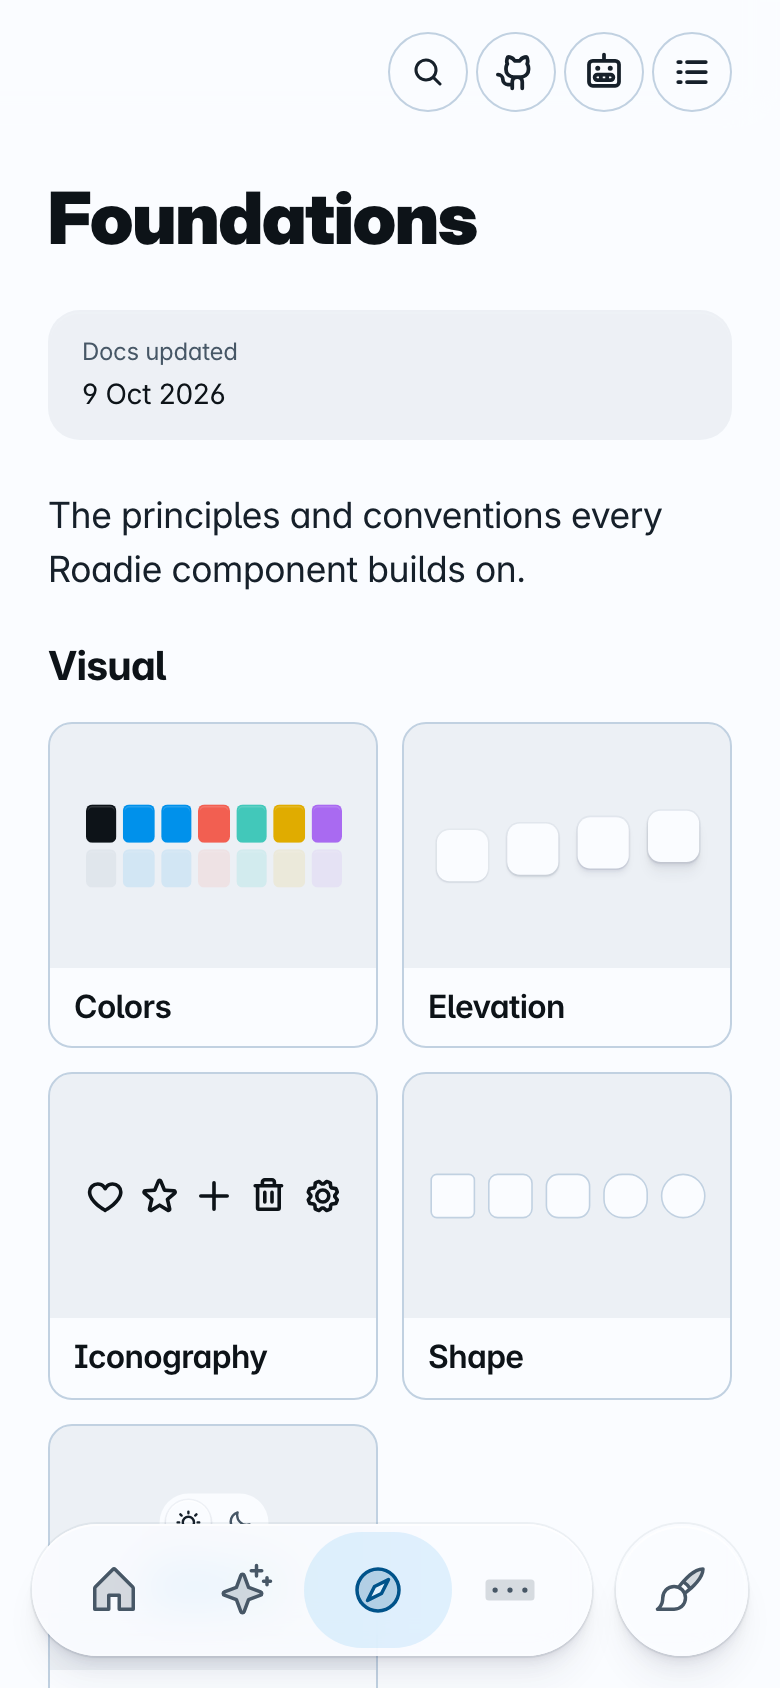 Foundations
Docs updated
9 Oct 2026
The principles and conventions every
Roadie component builds on.
Visual
Colors
Elevation
Iconography
Shape